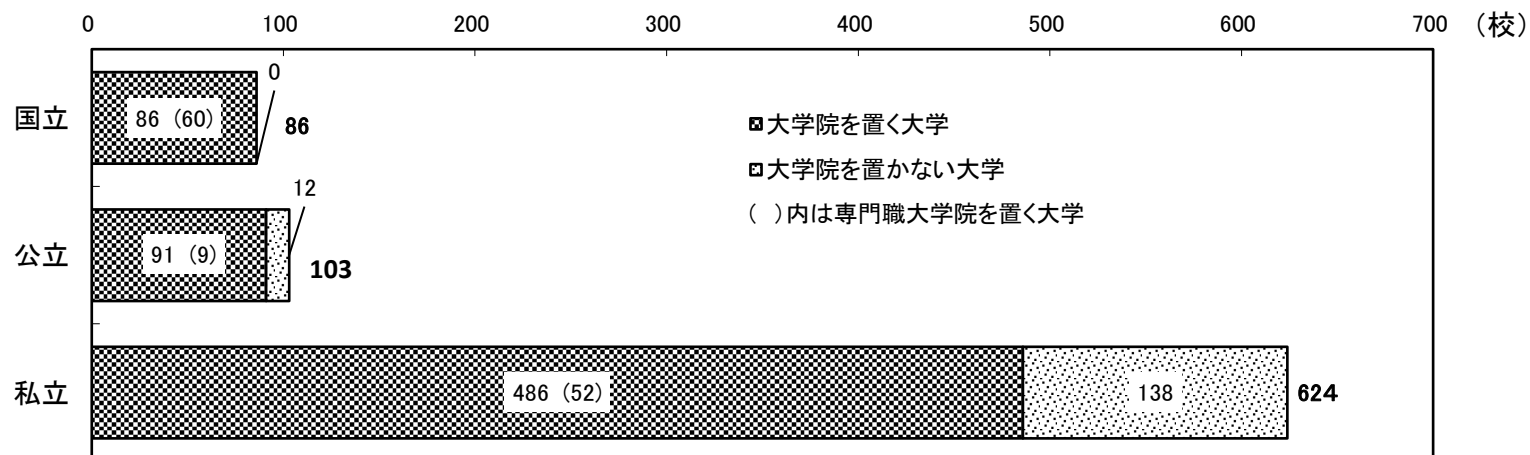 0 100 200 300 400 500 600 700 (校)
国立 86 (60) 0 86
公立 91 (9) 12 103
私立 486 (52) 138 624
大学院を置く大学
大学院を置かない大学
( )内は専門職大学院を置く大学